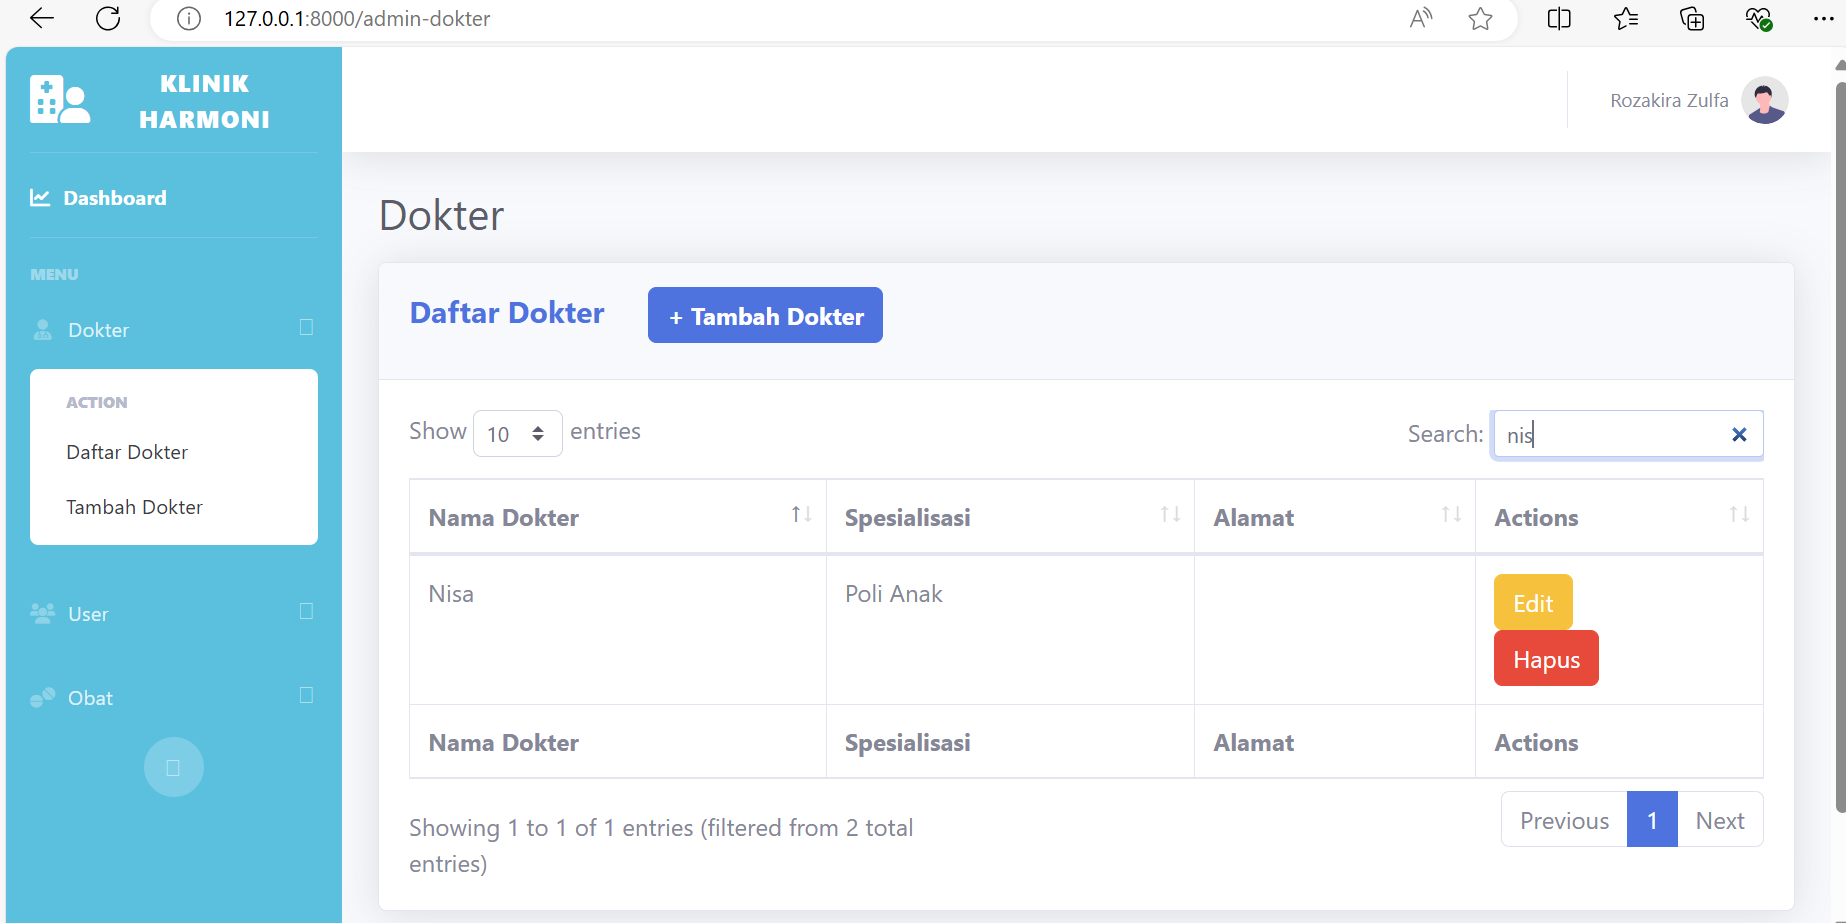 127.0.0.1:8000/admin-dokter
KLINIK
HARMONI
Rozakira Zulfa
Dashboard
MENU
Dokter
ACTION
Daftar Dokter
Tambah Dokter
User
Obat
Dokter
Daftar Dokter
+ Tambah Dokter
Show 10 entries
Search: nis
Nama Dokter Spesialisasi Alamat Actions
Nisa Poli Anak Edit
Hapus
Nama Dokter Spesialisasi Alamat Actions
Showing 1 to 1 of 1 entries (filtered from 2 total
entries)
Previous 1 Next